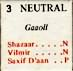 3 NEUTRAL
Gaaoll
Shazaar.....N
Vilmir.....N
Saxif D'aan ..P